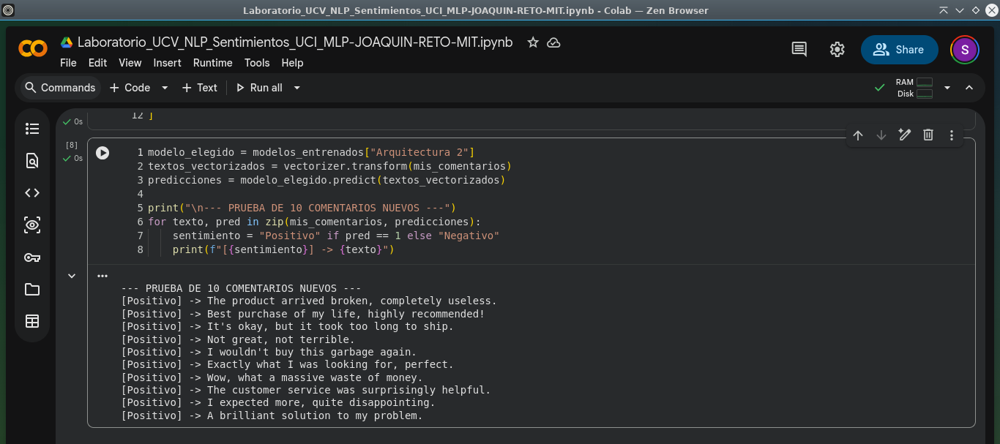 Laboratorio_UCV_NLP_Sentimientos_UCI_MLP-JOAQUIN-RETO-MIT.ipynb - Colab — Zen Browser
Laboratorio_UCV_NLP_Sentimientos_UCI_MLP-JOAQUIN-RETO-MIT.ipynb
File Edit View Insert Runtime Tools Help
Share
S
Commands + Code + Text Run all
RAM
Disk
0s
12 ]
[8]
0s
1 modelo_elegido = modelos_entrenados["Arquitectura 2"]
2 textos_vectorizados = vectorizer.transform(mis_comentarios)
3 predicciones = modelo_elegido.predict(textos_vectorizados)
4
5 print("\n--- PRUEBA DE 10 COMENTARIOS NUEVOS ---")
6 for texto, pred in zip(mis_comentarios, predicciones):
7     sentimiento = "Positivo" if pred == 1 else "Negativo"
8     print(f"[{sentimiento}] -> {texto}")
--- PRUEBA DE 10 COMENTARIOS NUEVOS ---
[Positivo] -> The product arrived broken, completely useless.
[Positivo] -> Best purchase of my life, highly recommended!
[Positivo] -> It's okay, but it took too long to ship.
[Positivo] -> Not great, not terrible.
[Positivo] -> I wouldn't buy this garbage again.
[Positivo] -> Exactly what I was looking for, perfect.
[Positivo] -> Wow, what a massive waste of money.
[Positivo] -> The customer service was surprisingly helpful.
[Positivo] -> I expected more, quite disappointing.
[Positivo] -> A brilliant solution to my problem.